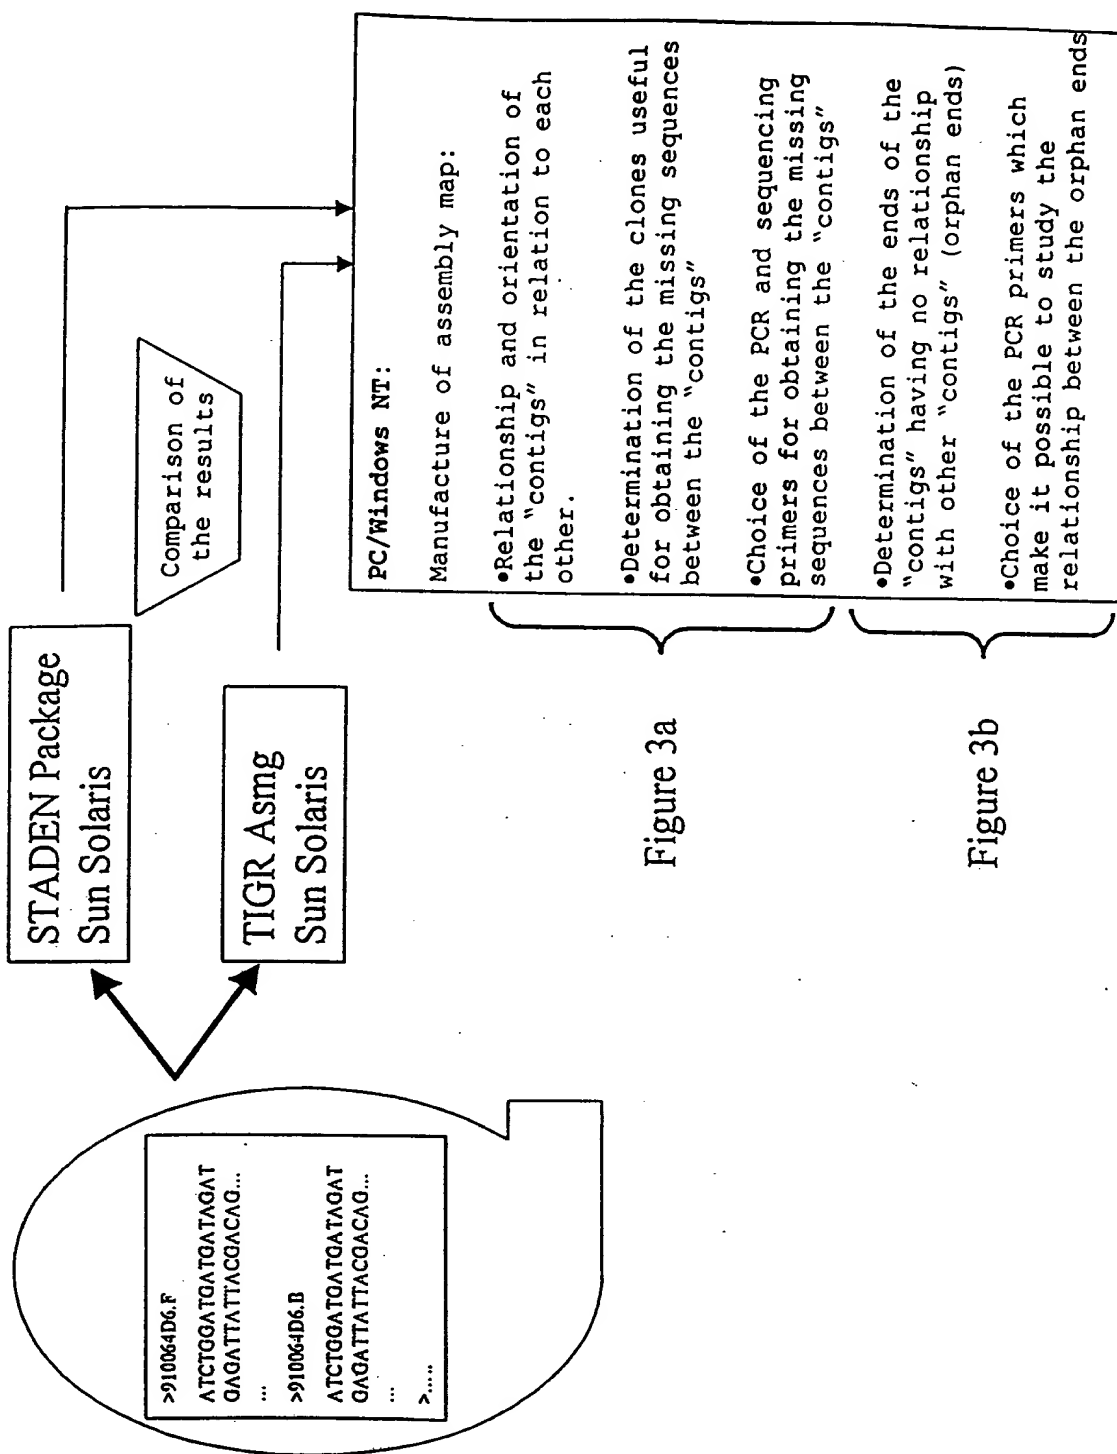 >910064D6.F
ATCTGGATGATGATAGAT
GAGATTATTACGACAG...
...
>910064D6.B
ATCTGGATGATGATAGAT
GAGATTATTACGACAG...
...
>.....
STADEN Package
Sun Solaris
TIGR Asmg
Sun Solaris
Comparison of
the results
PC/Windows NT:
Manufacture of assembly map:
•Relationship and orientation of
the "contigs" in relation to each
other.
•Determination of the clones useful
for obtaining the missing sequences
between the "contigs"
•Choice of the PCR and sequencing
primers for obtaining the missing
sequences between the "contigs"
•Determination of the ends of the
"contigs" having no relationship
with other "contigs" (orphan ends)
•Choice of the PCR primers which
make it possible to study the
relationship between the orphan ends
Figure 3a
Figure 3b